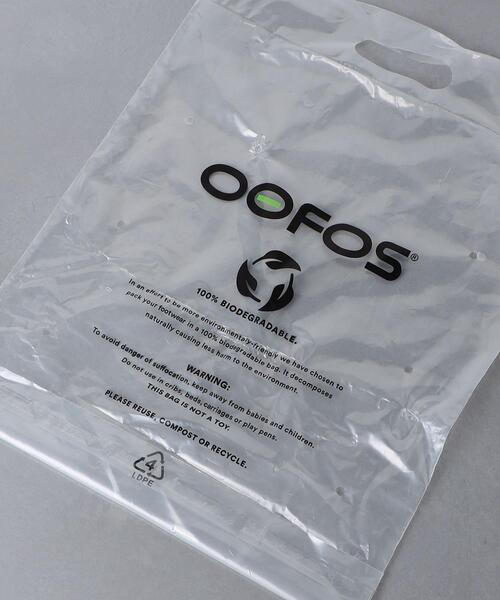 OOFOS®
100% BIODEGRADABLE.
In an effort to be more environmentally-friendly we have chosen to
pack your footwear in a 100% biodegradable bag. It decomposes
naturally causing less harm to the environment.
WARNING:
To avoid danger of suffocation, keep away from babies and children.
Do not use in cribs, beds, carriages or play pens.
THIS BAG IS NOT A TOY.
PLEASE REUSE, COMPOST OR RECYCLE.
4
LDPE